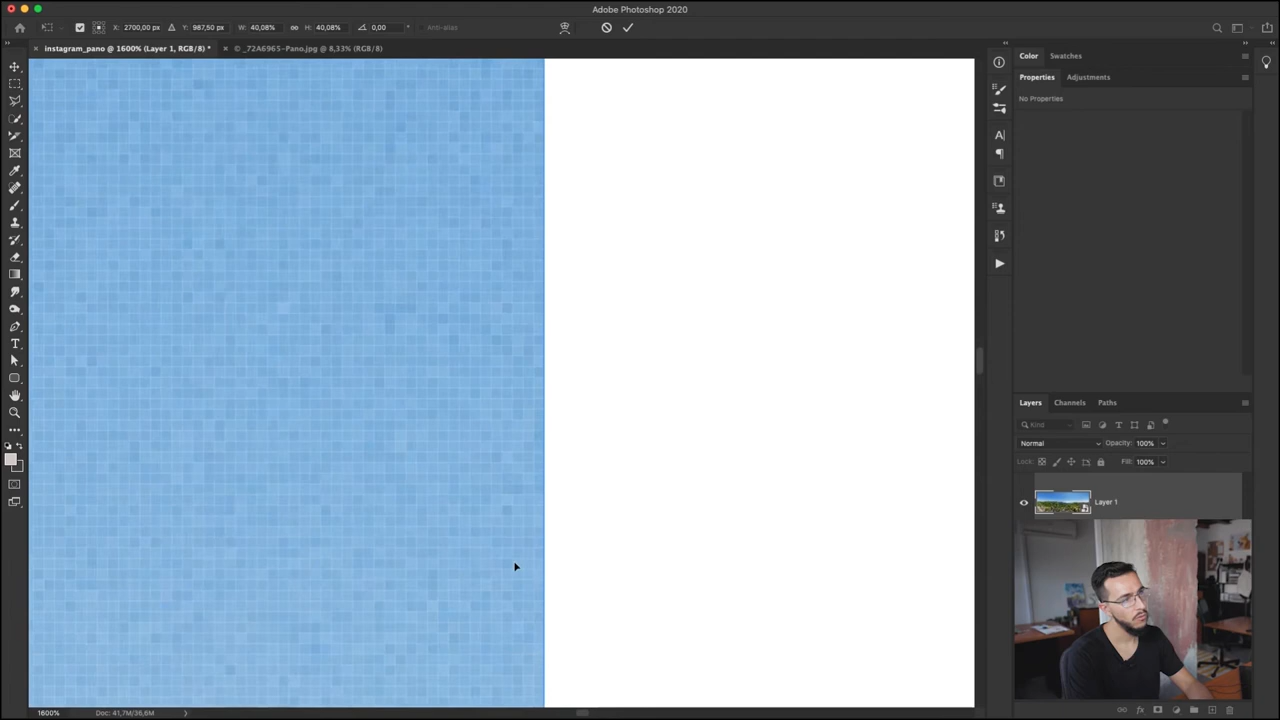 Adobe Photoshop 2020
X: 2700,00 px Y: 987,50 px W: 40,08% H: 40,08% 0,00 ° Anti-alias
× instagram_pano @ 1600% (Layer 1, RGB/8) * × © _72A6965-Pano.jpg @ 8,33% (RGB/8)
Color Swatches
Properties Adjustments
No Properties
Layers Channels Paths
Kind
Normal Opacity: 100%
Lock: Fill: 100%
Layer 1
1600% Doc: 41,7M/36,6M